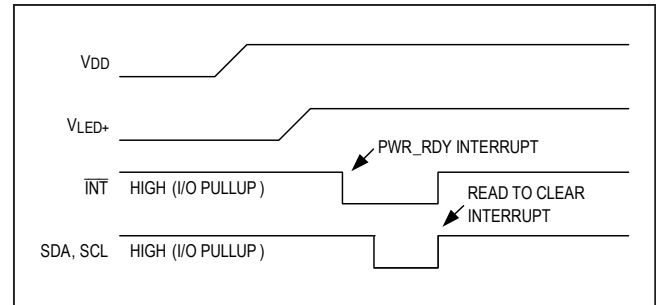 VDD
VLED+
PWR_RDY INTERRUPT
INT HIGH (I/O PULLUP)
READ TO CLEAR
INTERRUPT
SDA, SCL HIGH (I/O PULLUP)